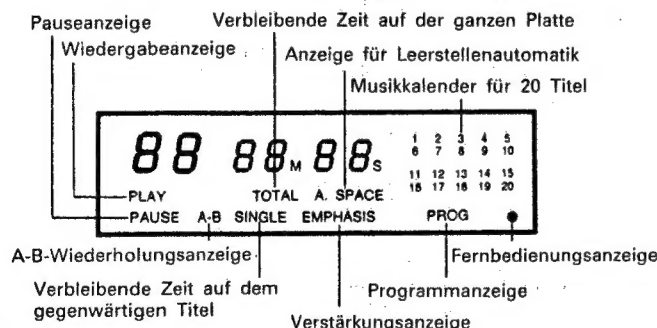 Pauseanzeige
Verbleibende Zeit auf der ganzen Platte
Wiedergabeanzeige
Anzeige für Leerstellenautomatik
Musikkalender für 20 Titel
88 88M 88S
1 2 3 4 5
6 7 8 9 10
11 12 13 14 15
16 17 18 19 20
PLAY TOTAL A. SPACE
PAUSE A-B SINGLE EMPHASIS PROG
A-B-Wiederholungsanzeige
Fernbedienungsanzeige
Verbleibende Zeit auf dem
gegenwärtigen Titel
Programmanzeige
Verstärkungsanzeige